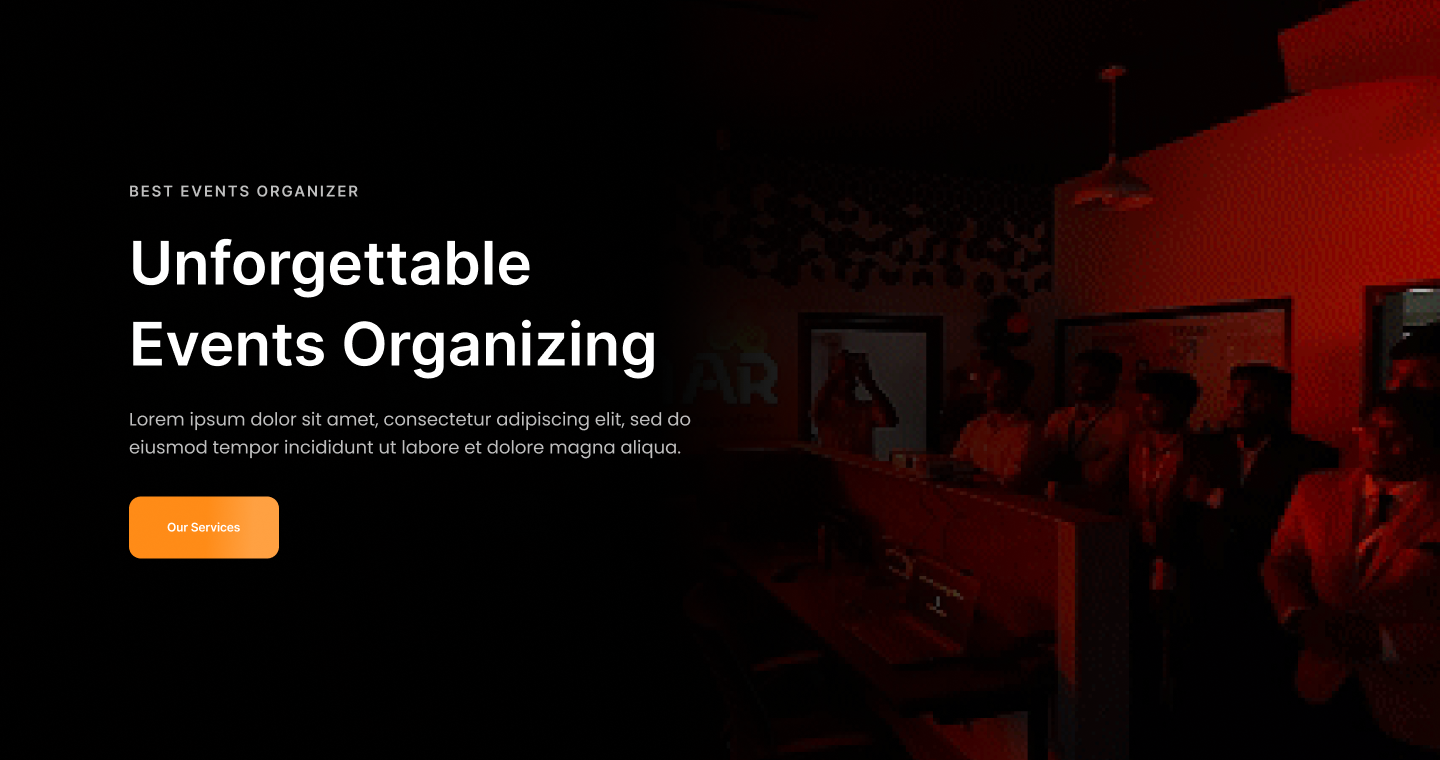 BEST EVENTS ORGANIZER
Unforgettable
Events Organizing
Lorem ipsum dolor sit amet, consectetur adipiscing elit, sed do
eiusmod tempor incididunt ut labore et dolore magna aliqua.
Our Services
AR